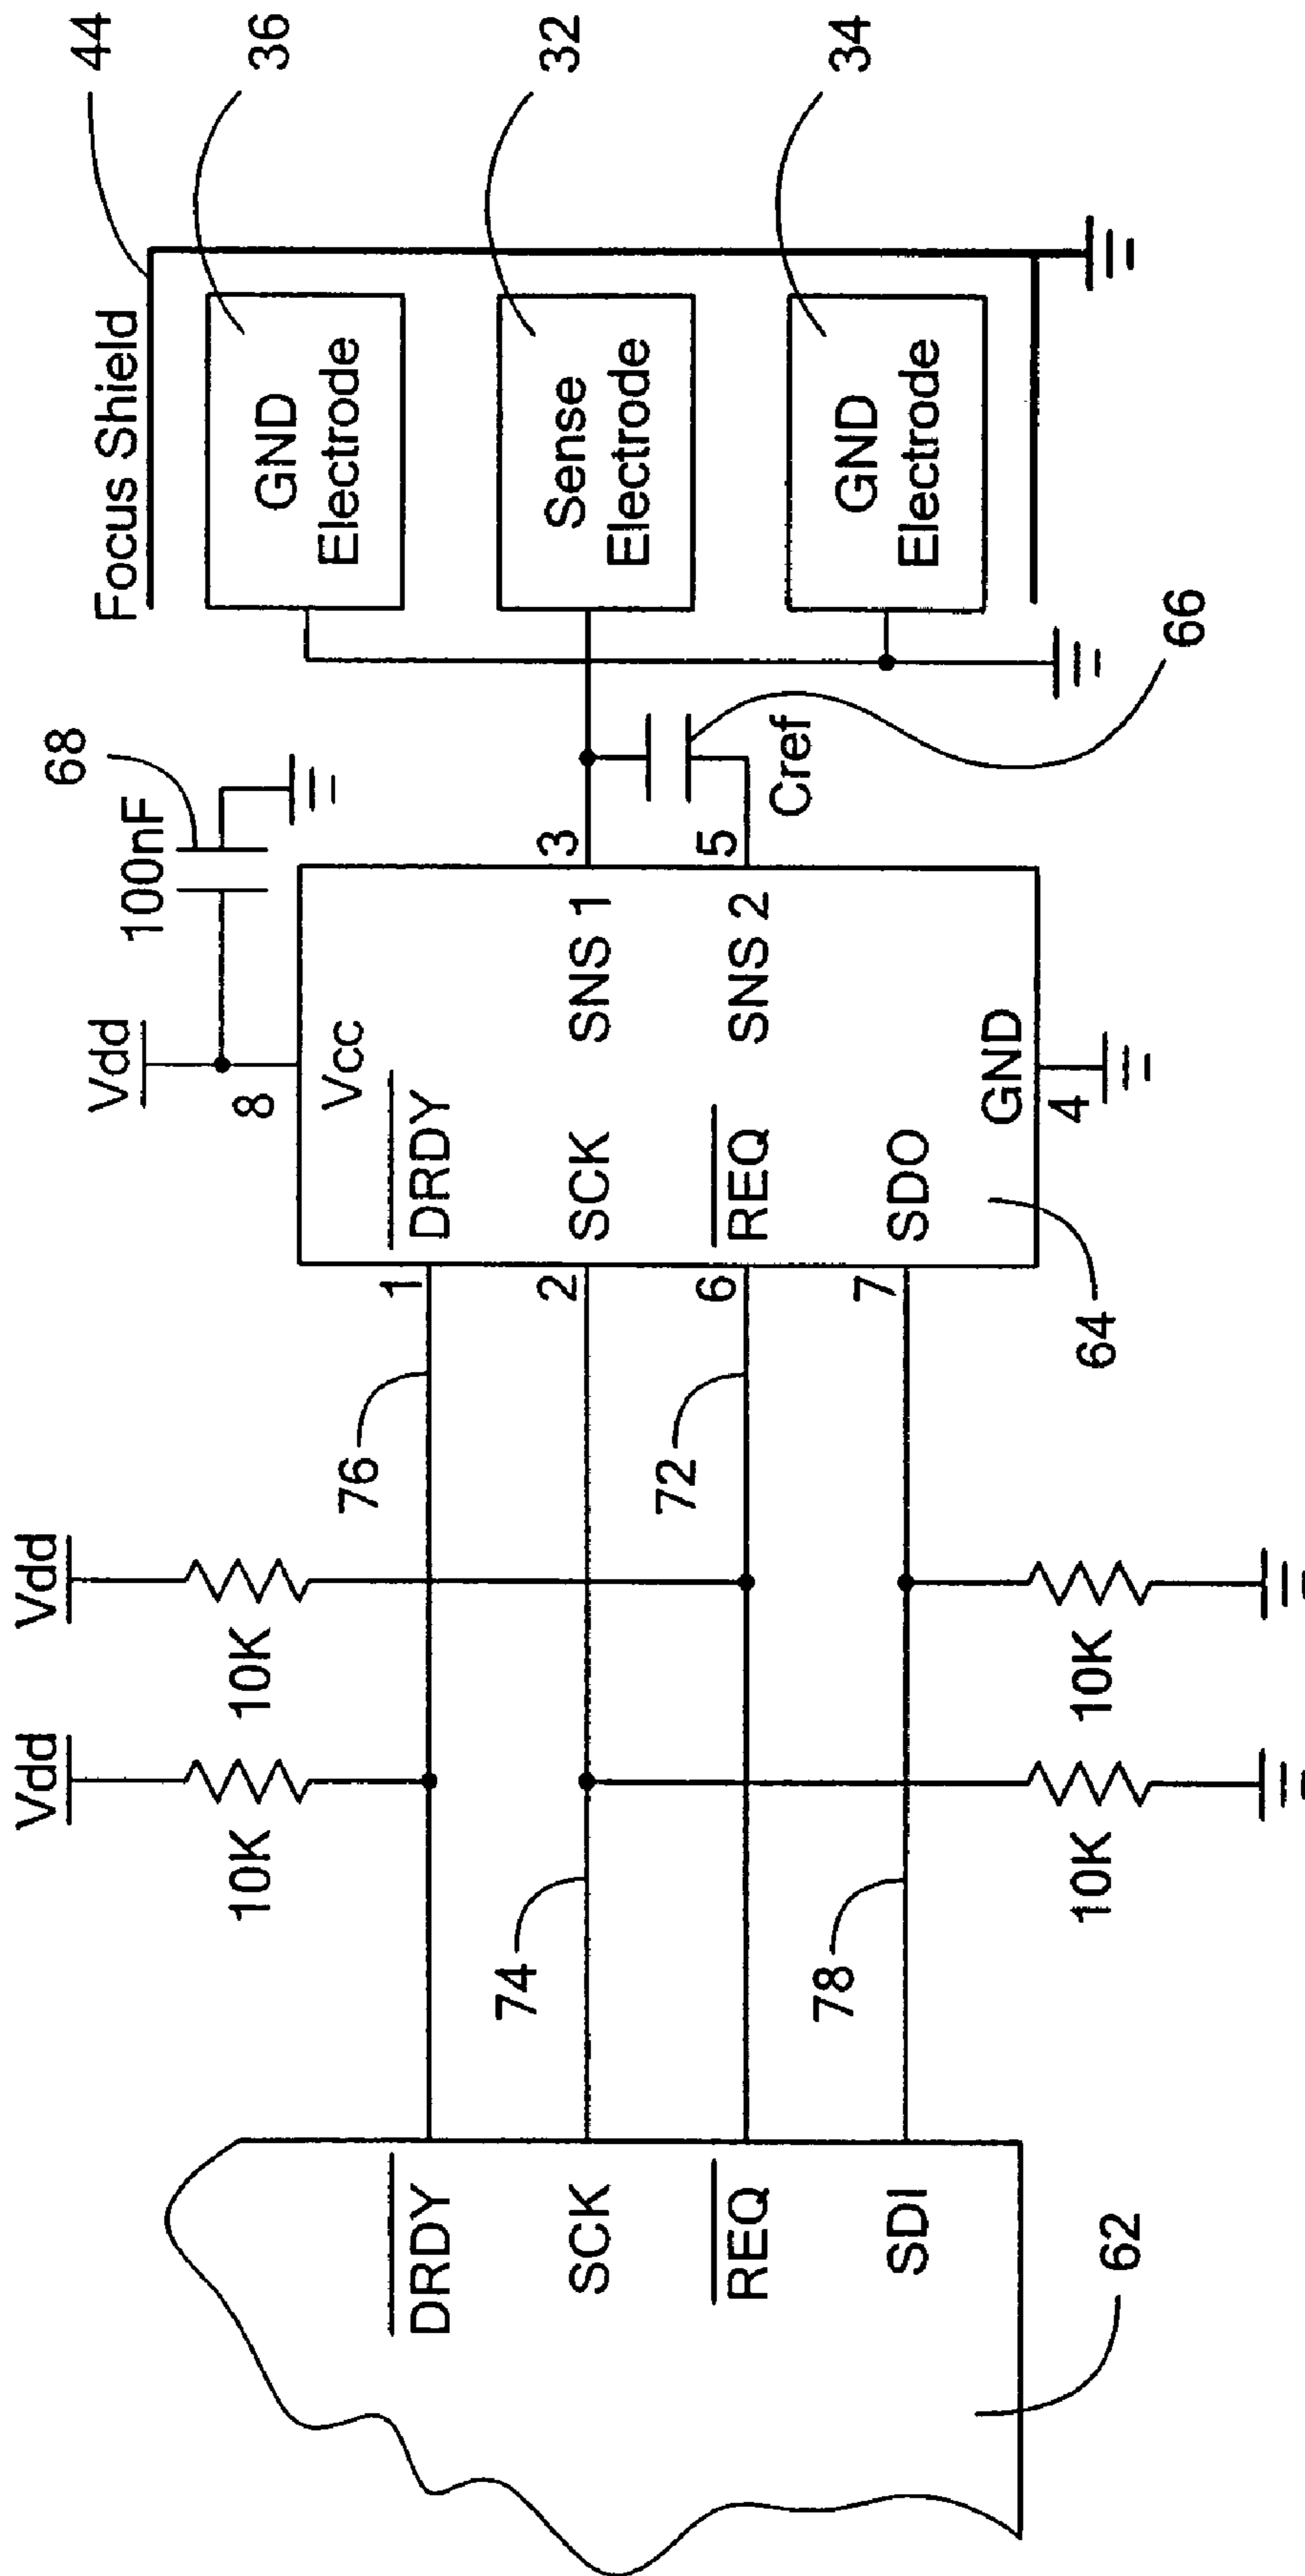 44
36
32
34
Focus Shield
GND
Electrode
Sense
Electrode
GND
Electrode
66
68
100nF
Cref
Vdd
8
3
5
Vcc
SNS 1
SNS 2
GND
4
DRDY
SCK
REQ
SDO
1
2
6
7
64
76
72
Vdd
10K
Vdd
10K
10K
10K
74
78
DRDY
SCK
REQ
SDI
62